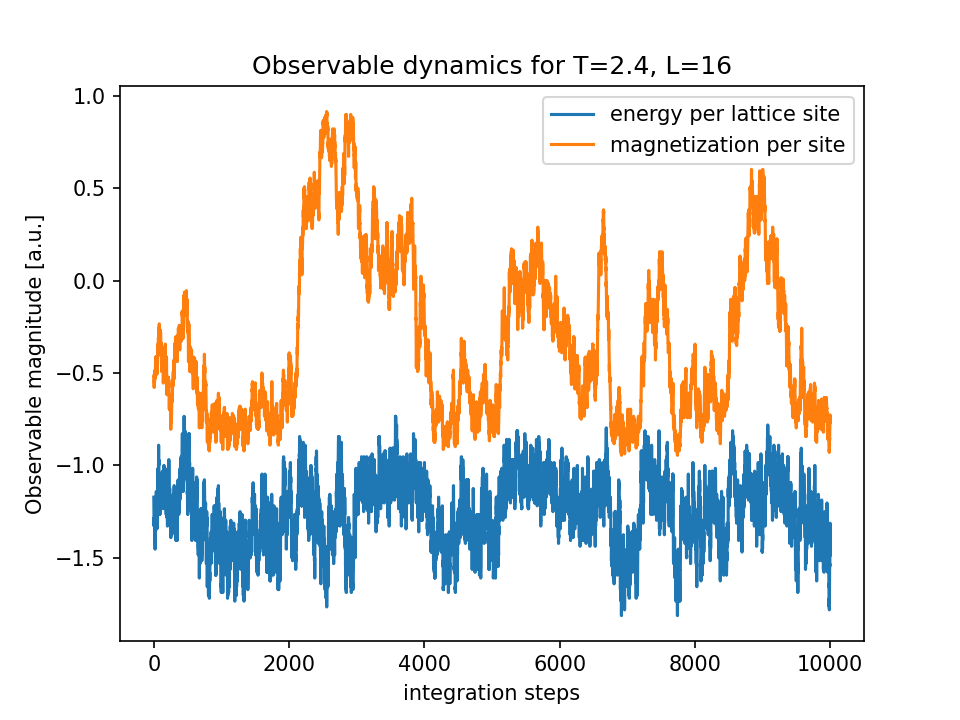 Observable dynamics for T=2.4, L=16
energy per lattice site
magnetization per site
Observable magnitude [a.u.]
1.0
0.5
0.0
−0.5
−1.0
−1.5
0 2000 4000 6000 8000 10000
integration steps